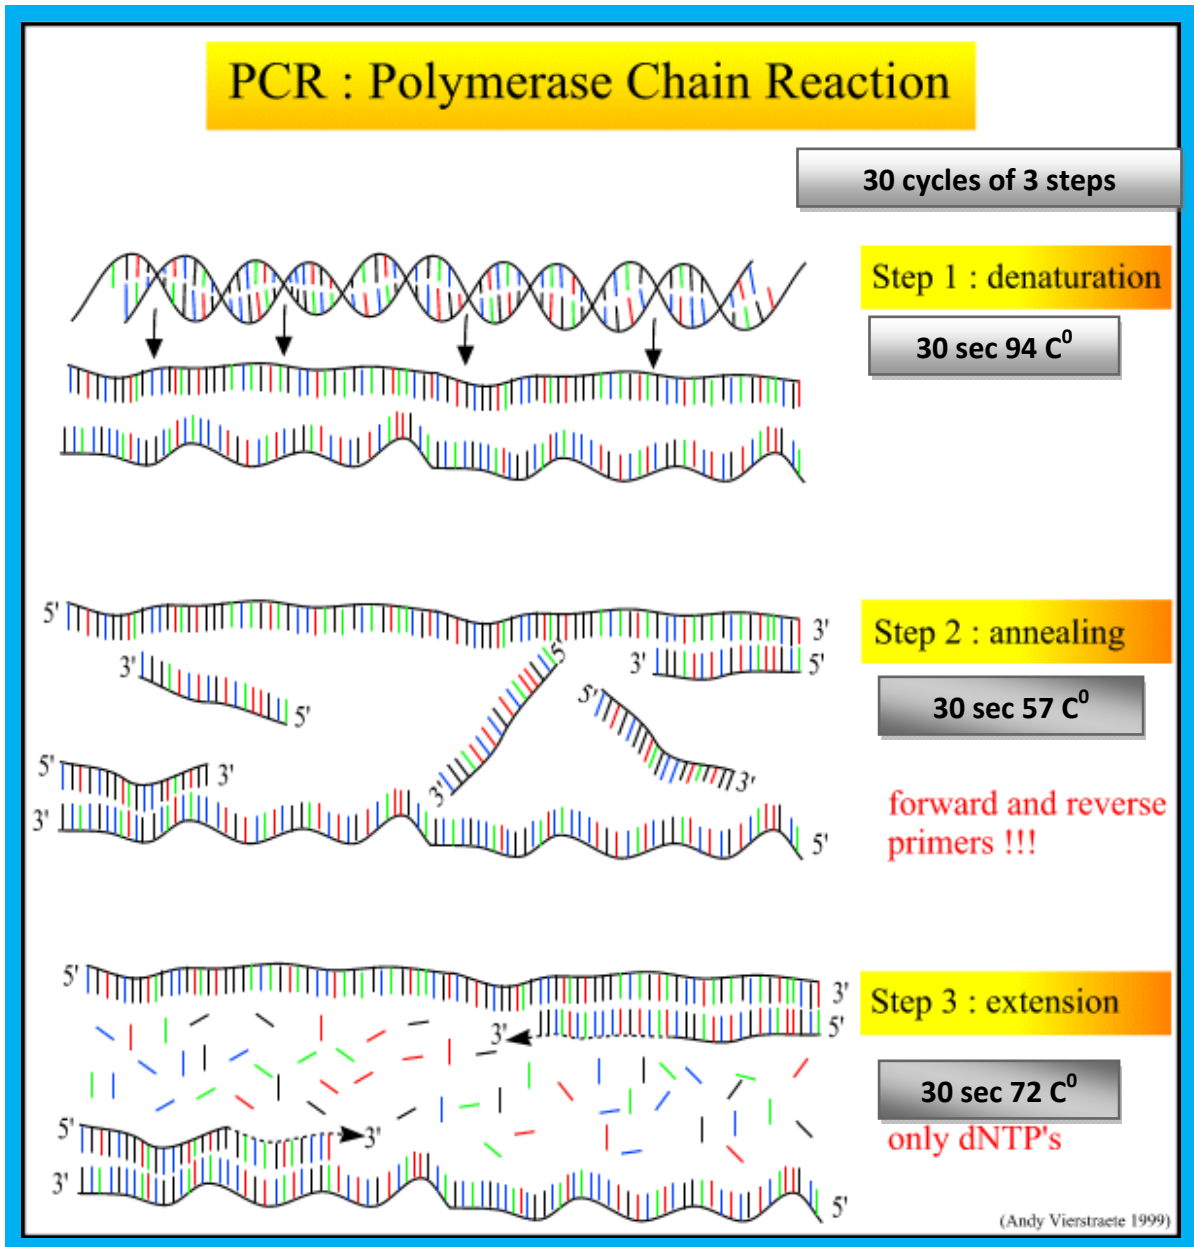 PCR : Polymerase Chain Reaction
30 cycles of 3 steps
Step 1 : denaturation
30 sec 94 C⁰
5'
3'
Step 2 : annealing
3'
5'
3'
5'
30 sec 57 C⁰
5'
5'
3'
5'
3'
3'
3'
forward and reverse
primers !!!
3'
5'
5'
3'
Step 3 : extension
3'
5'
30 sec 72 C⁰
5'
3'
only dNTP's
3'
5'
(Andy Vierstraete 1999)